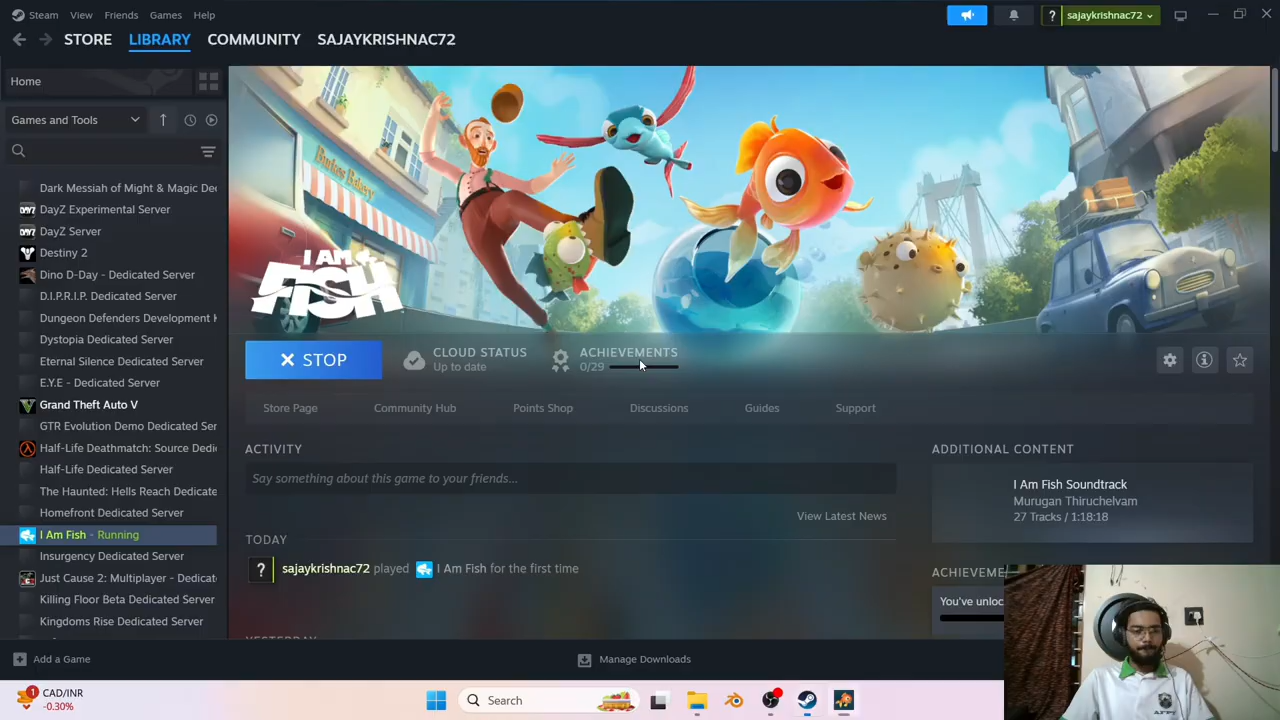 Steam View Friends Games Help
sajaykrishnac72
STORE LIBRARY COMMUNITY SAJAYKRISHNAC72
Home
Games and Tools
Dark Messiah of Might & Magic Dec
DayZ Experimental Server
DayZ Server
Destiny 2
Dino D-Day - Dedicated Server
D.I.P.R.I.P. Dedicated Server
Dungeon Defenders Development K
Dystopia Dedicated Server
Eternal Silence Dedicated Server
E.Y.E - Dedicated Server
Grand Theft Auto V
GTR Evolution Demo Dedicated Ser
Half-Life Deathmatch: Source Dedic
Half-Life Dedicated Server
The Haunted: Hells Reach Dedicate
Homefront Dedicated Server
I Am Fish - Running
Insurgency Dedicated Server
Just Cause 2: Multiplayer - Dedicat
Killing Floor Beta Dedicated Server
Kingdoms Rise Dedicated Server
Add a Game
I AM
FISH
STOP
CLOUD STATUS
Up to date
ACHIEVEMENTS
0/29
Store Page Community Hub Points Shop Discussions Guides Support
ACTIVITY
Say something about this game to your friends...
View Latest News
TODAY
sajaykrishnac72 played I Am Fish for the first time
YESTERDAY
ADDITIONAL CONTENT
I Am Fish Soundtrack
Murugan Thiruchelvam
27 Tracks / 1:18:18
ACHIEVEME
You've unloc
Manage Downloads
1
CAD/INR
-0.30%
Search